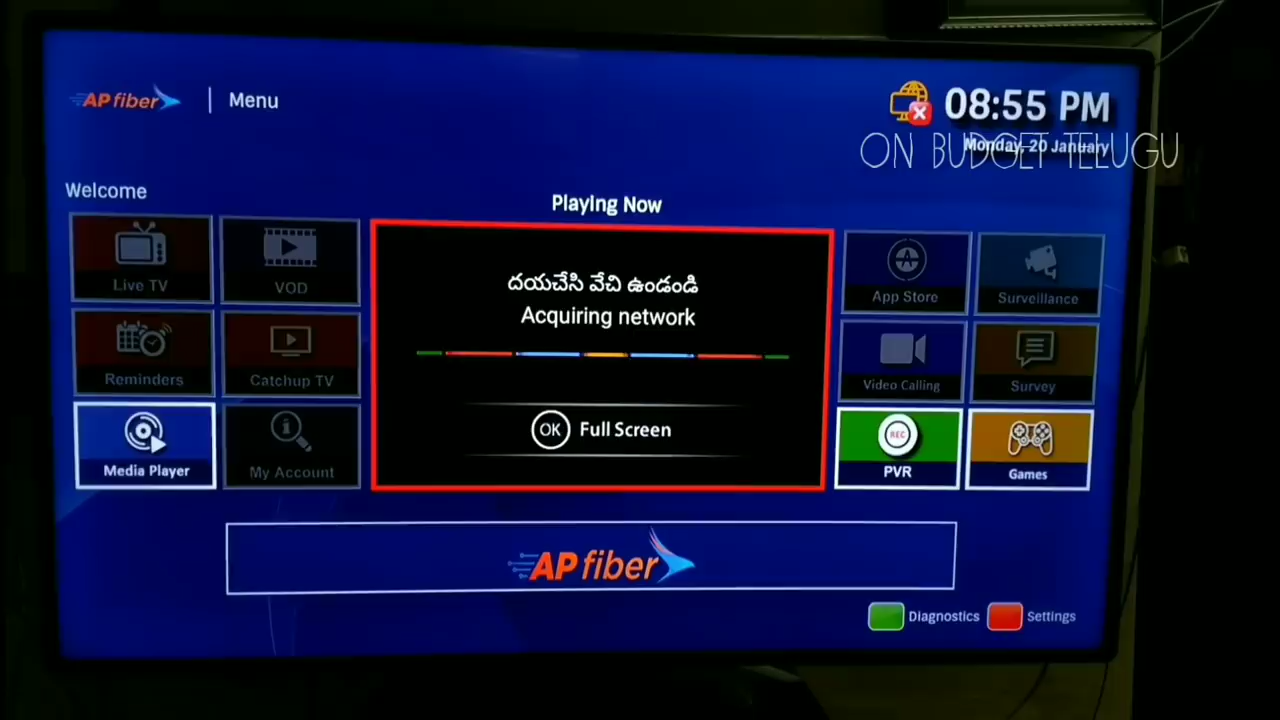 AP fiber | Menu
08:55 PM
Monday, 20 January
ON BUDGET TELUGU
Welcome
Playing Now
Live TV
VOD
Reminders
Catchup TV
Media Player
My Account
దయచేసి వేచి ఉండండి
Acquiring network
OK Full Screen
App Store
Surveillance
Video Calling
Survey
REC
PVR
Games
AP fiber
Diagnostics
Settings